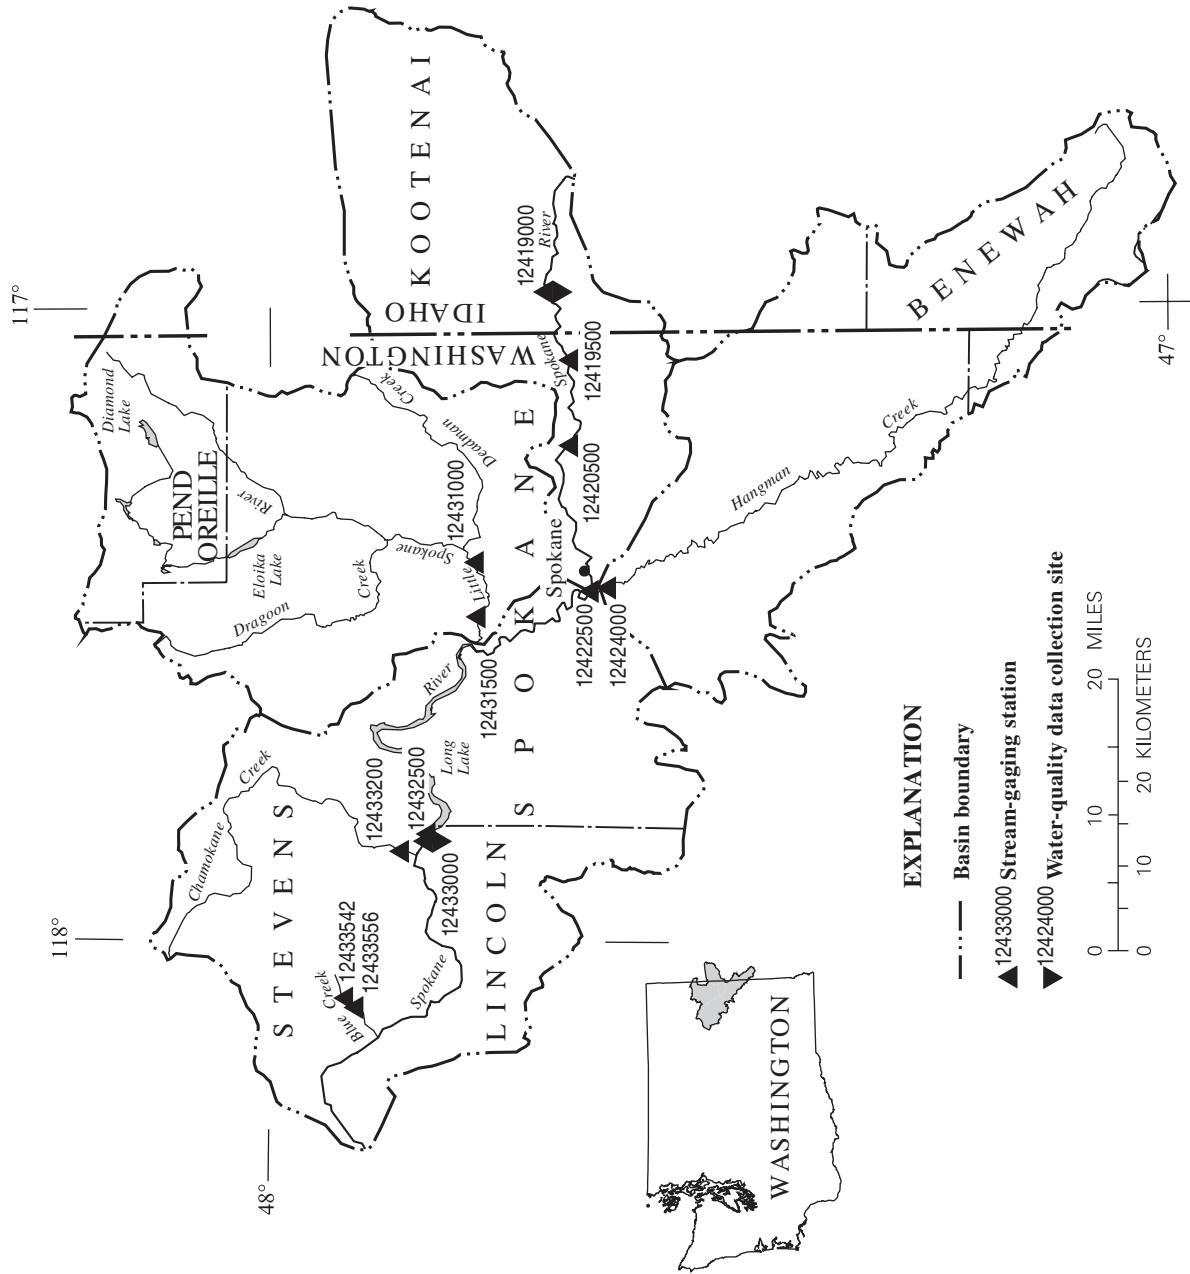 117°
118°
48°
47°
Diamond
Lake
PEND
OREILLE
River
Eloika
Lake
Dragoon
Creek
Spokane
Little
Deadman
Creek
12431000
WASHINGTON
IDAHO
KOOTENAI
12419000
River
Spokane
12419500
12420500
Spokane
SPOKANE
12422500
12424000
Hangman
Creek
BENEWAH
12431500
River
Long
Lake
12432500
12433200
12433000
Chamokane
Creek
STEVENS
12433542
12433556
Blue
Creek
Spokane
LINCOLN
WASHINGTON
EXPLANATION
Basin boundary
12433000 Stream-gaging station
12424000 Water-quality data collection site
0 10 20 MILES
0 10 20 KILOMETERS